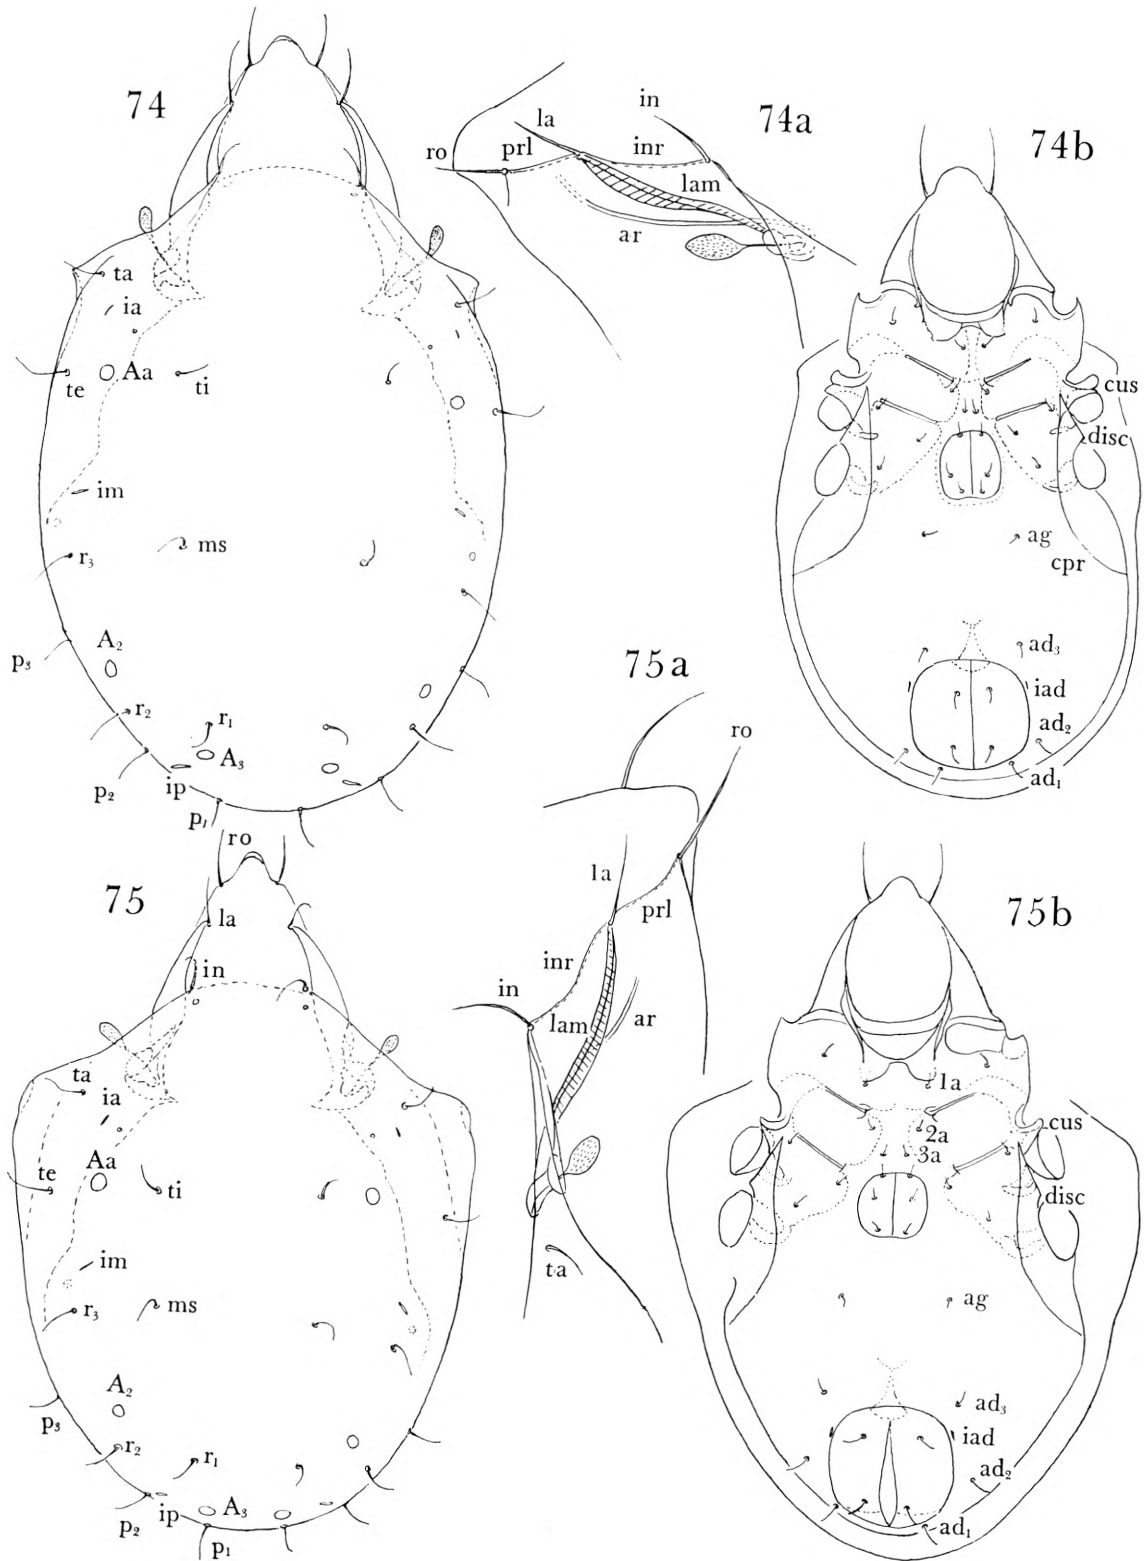 74
ta
ia
te
Aa
ti
im
r₃
ms
p₃
A₂
r₂
r₁
A₃
p₂
ip
p₁
74a
in
la
inr
ro
prl
lam
ar
74b
cus
disc
ag
cpr
ad₃
iad
ad₂
ad₁
75
ro
la
in
ta
ia
Aa
te
ti
im
r₃
ms
A₂
p₃
r₂
r₁
A₃
p₂
ip
p₁
75a
ro
la
prl
inr
in
lam
ar
ta
75b
1a
2a
3a
cus
disc
ag
ad₃
iad
ad₂
ad₁